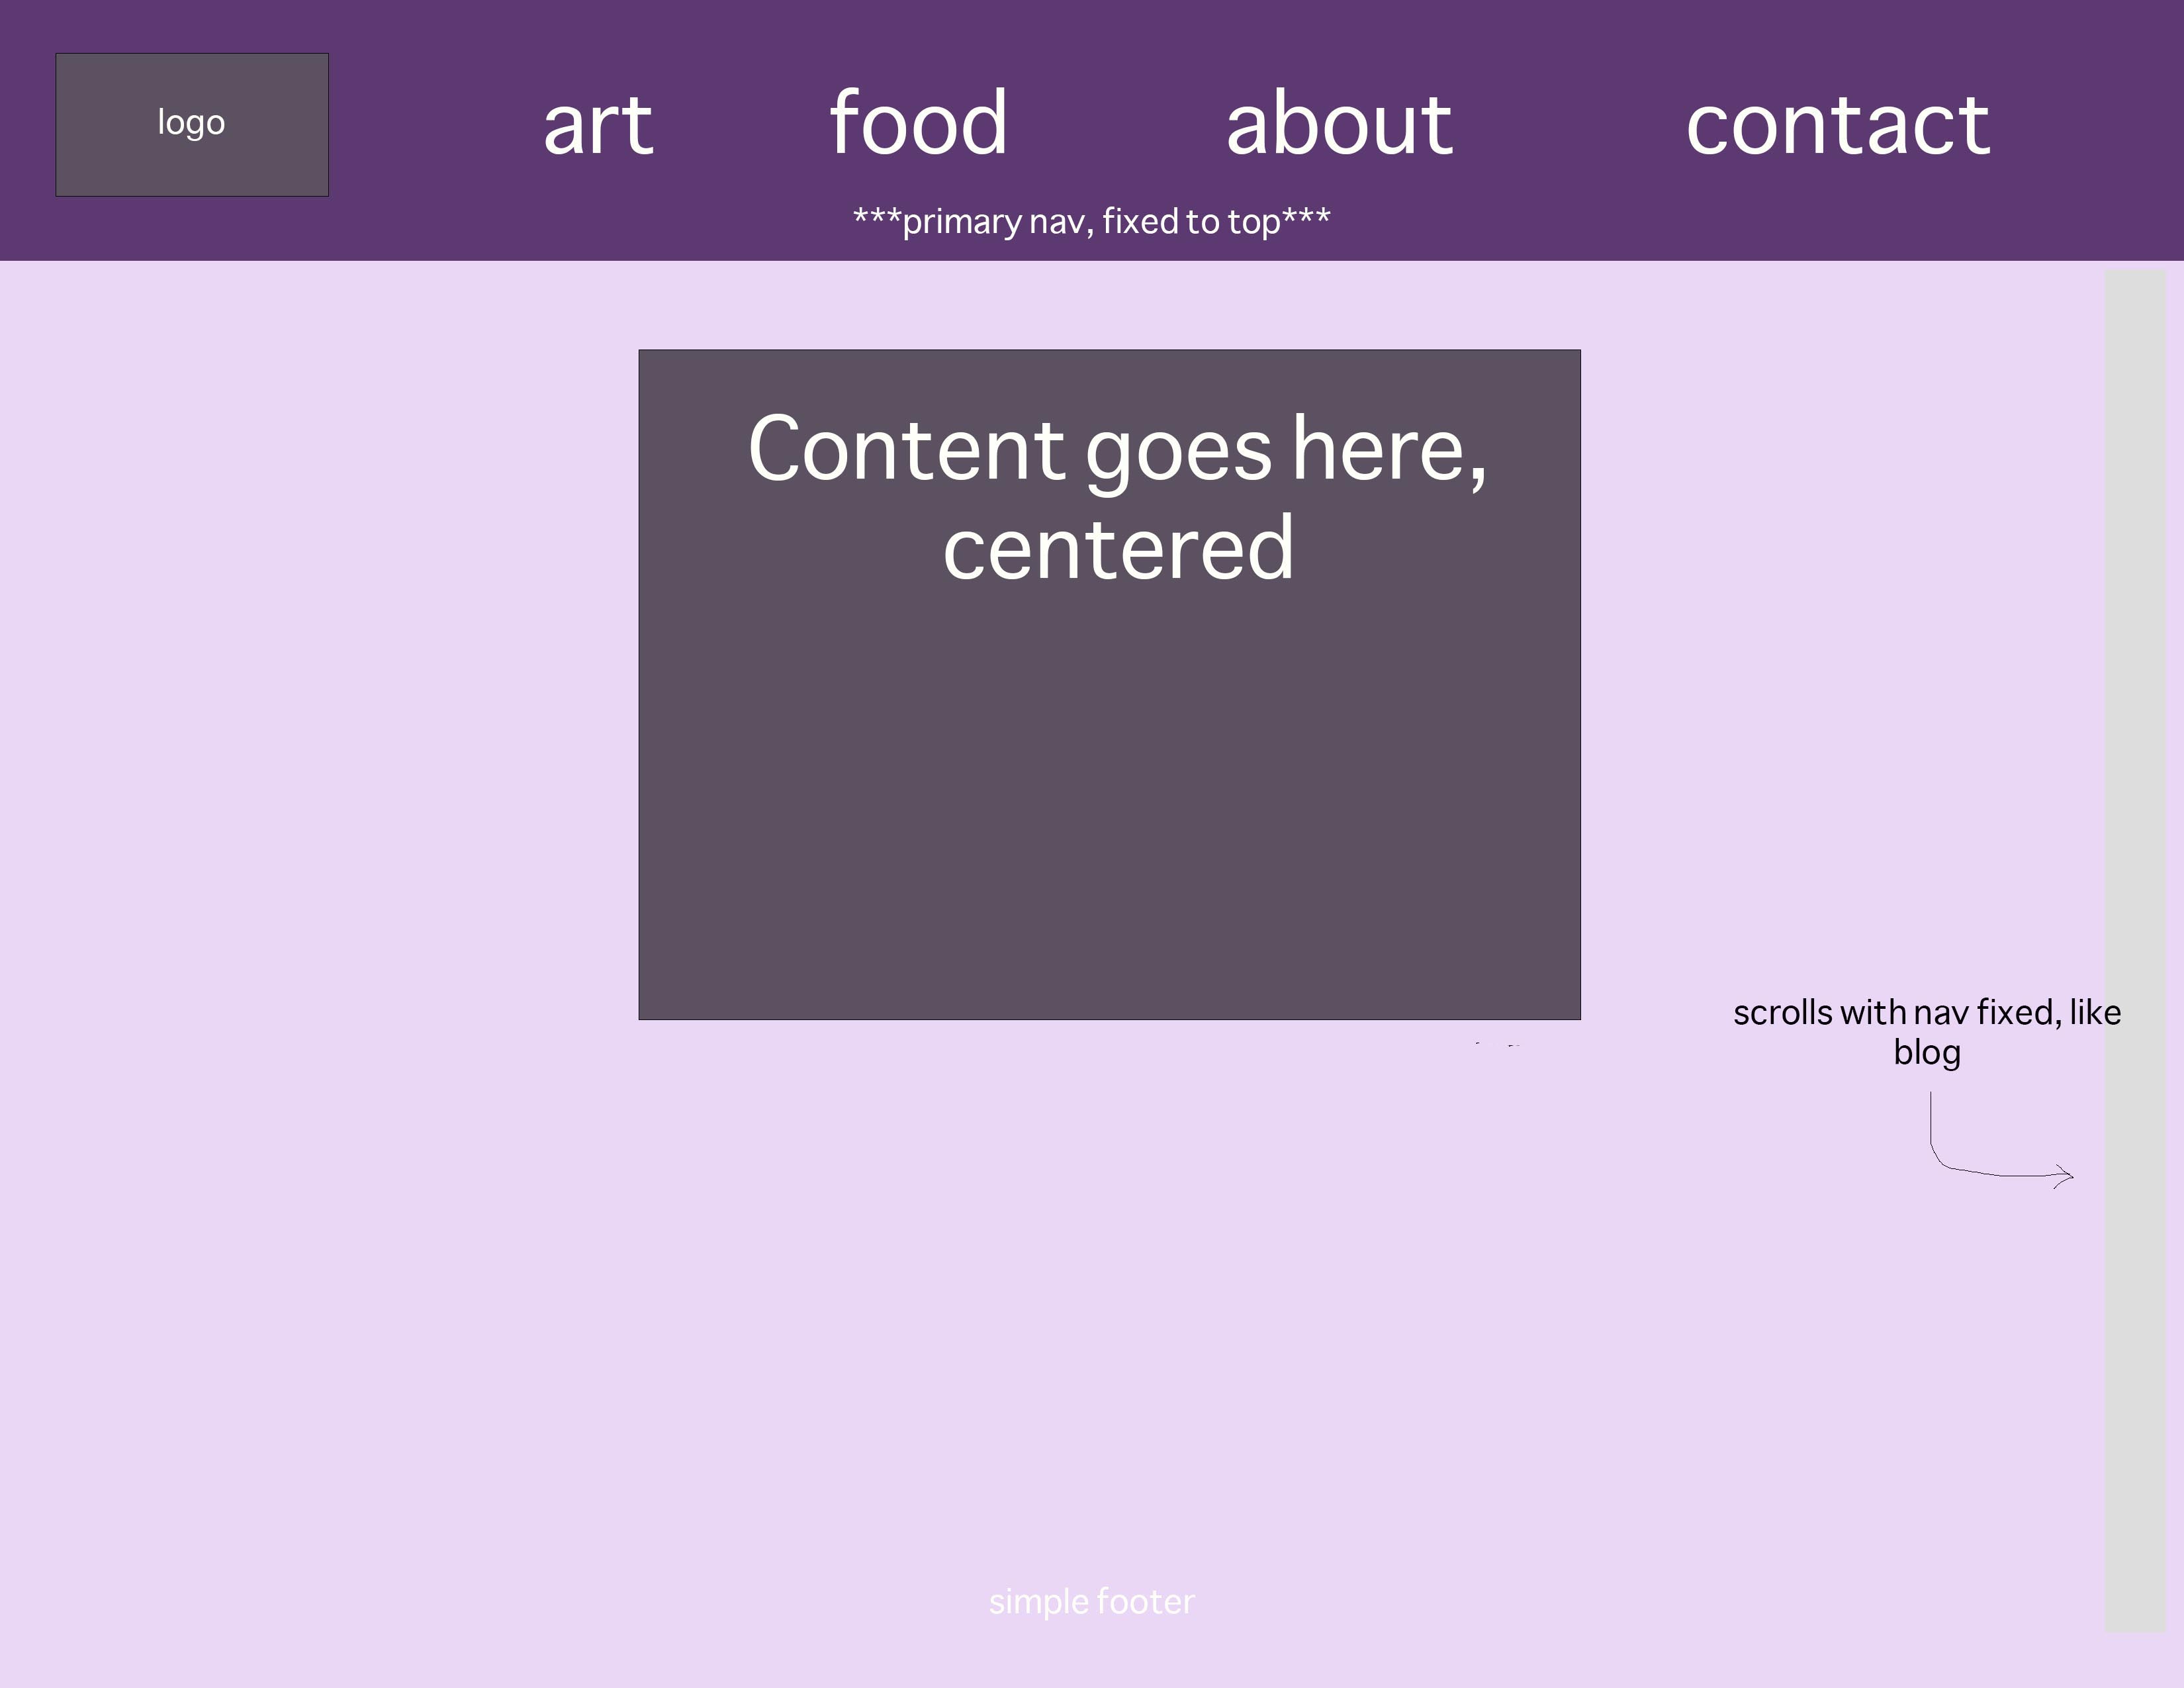 logo
art food about contact
***primary nav, fixed to top***
Content goes here,
centered
scrolls with nav fixed, like
blog
simple footer